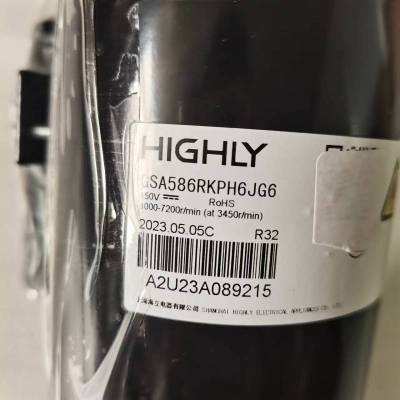 HIGHLY
GSA586RKPH6JG6
150V ⎓ RoHS
1000-7200r/min (at 3450r/min)
2023.05.05C R32
A2U23A089215
上海海立电器有限公司 SHANGHAI HIGHLY ELECTRICAL APPLIANCES CO., LTD.